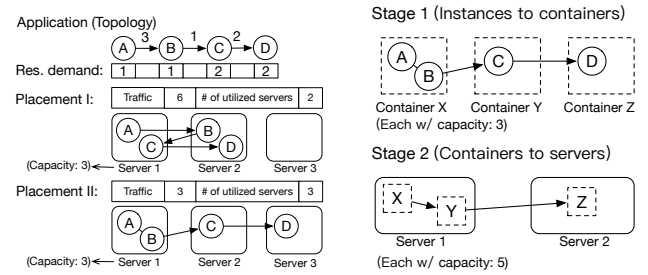 Application (Topology)
3 1 2
A B C D
Res. demand: 1 1 2 2
Placement I: Traffic 6 # of utilized servers 2
A B
C D
(Capacity: 3) Server 1 Server 2 Server 3
Placement II: Traffic 3 # of utilized servers 3
A C D
B
(Capacity: 3) Server 1 Server 2 Server 3
Stage 1 (Instances to containers)
A C D
B
Container X Container Y Container Z
(Each w/ capacity: 3)
Stage 2 (Containers to servers)
X Y Z
Server 1 Server 2
(Each w/ capacity: 5)